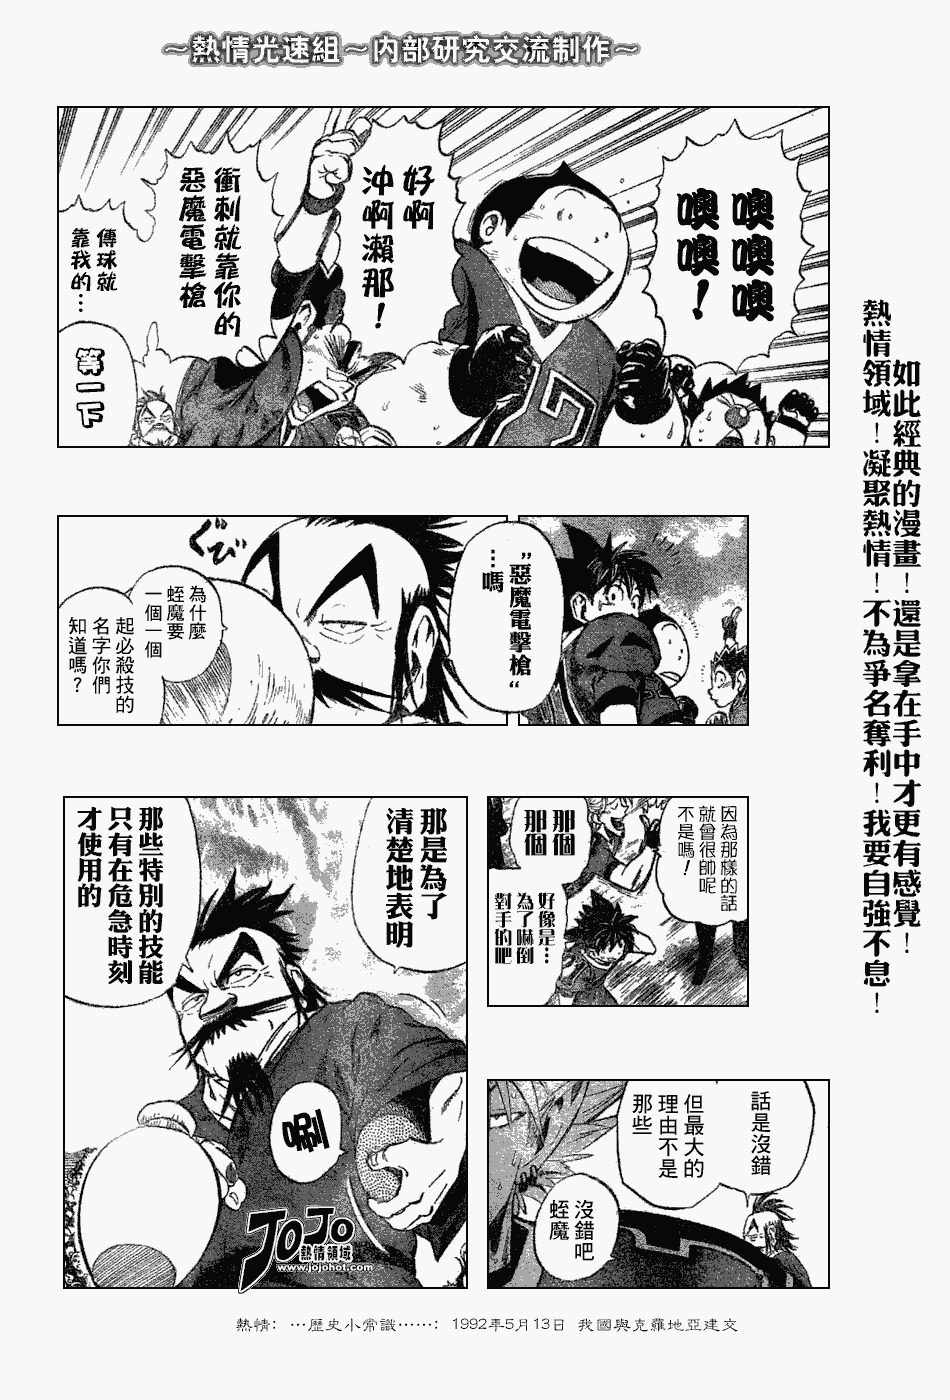 ～熱情光速組～内部研究交流制作～
噢噢噢
噢噢！
好啊
沖啊瀨那！
衝刺就靠你的
惡魔電擊槍
傳球就
靠我的…
等一下
如此經典的漫畫！還是拿在手中才更有感覺！
熱情領域！凝聚熱情！不為爭名奪利！我要自強不息！
”惡魔電擊槍“
…嗎
ぐび
為什麼
蛭魔要
一個一個
起必殺技的
名字你們
知道嗎？
因為那樣的話
就會很帥呢
不是嗎！
那個
那個
好像是…
為了嚇倒
對手的吧
話是沒錯
但最大的
理由不是
那些
沒錯吧
蛭魔
那是為了
清楚地表明
那些特別的技能
只有在危急時刻
才使用的
JOJO
熱情領域
www.jojohot.com
熱情：…歷史小常識……：1992年5月13日 我國與克羅地亞建交